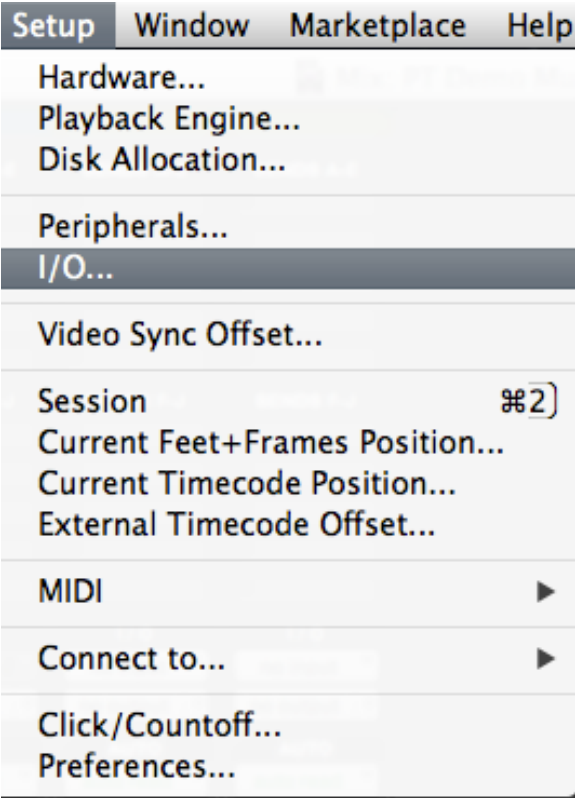 Setup Window Marketplace Help
Hardware...
Playback Engine...
Disk Allocation...
Peripherals...
I/O...
Video Sync Offset...
Session ⌘2
Current Feet+Frames Position...
Current Timecode Position...
External Timecode Offset...
MIDI ▶
Connect to... ▶
Click/Countoff...
Preferences...